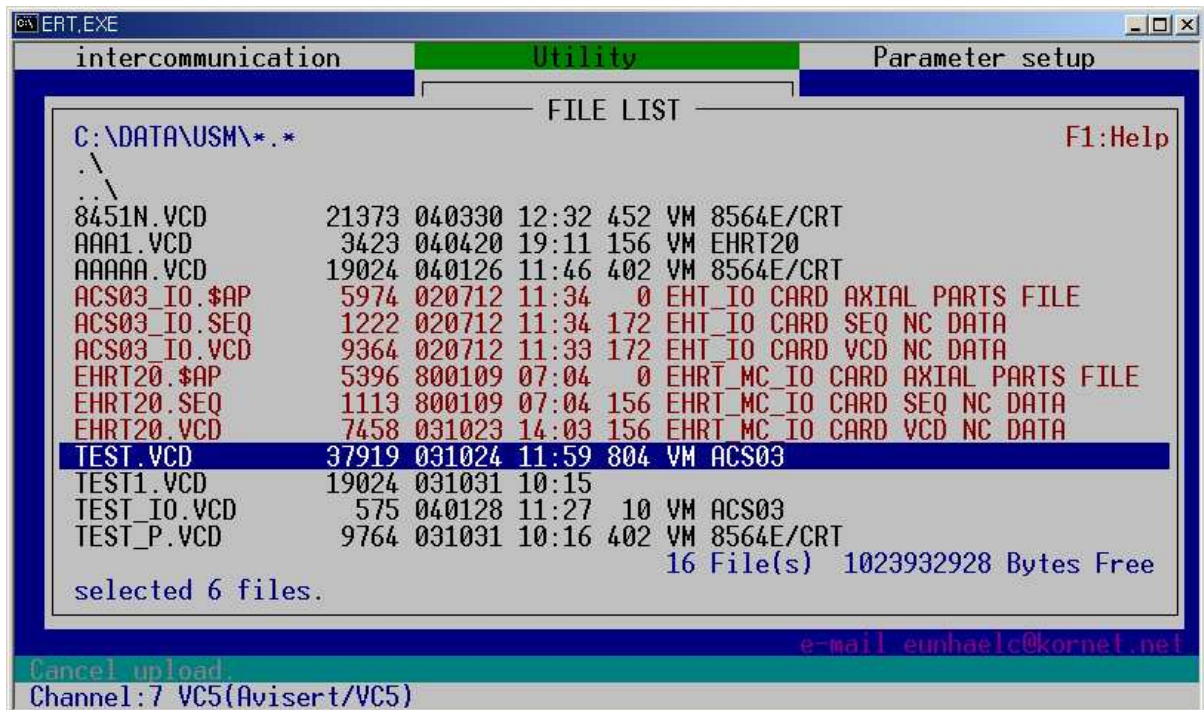 ERT.EXE
intercommunication Utility Parameter setup
FILE LIST
C:\DATA\USM\*.* F1:Help
.\
..\
8451N.VCD 21373 040330 12:32 452 VM 8564E/CRT
AAA1.VCD 3423 040420 19:11 156 VM EHRT20
AAAAA.VCD 19024 040126 11:46 402 VM 8564E/CRT
ACS03_IO.$AP 5974 020712 11:34 0 EHT_IO CARD AXIAL PARTS FILE
ACS03_IO.SEQ 1222 020712 11:34 172 EHT_IO CARD SEQ NC DATA
ACS03_IO.VCD 9364 020712 11:33 172 EHT_IO CARD VCD NC DATA
EHRT20.$AP 5396 800109 07:04 0 EHRT_MC_IO CARD AXIAL PARTS FILE
EHRT20.SEQ 1113 800109 07:04 156 EHRT_MC_IO CARD SEQ NC DATA
EHRT20.VCD 7458 031023 14:03 156 EHRT_MC_IO CARD VCD NC DATA
TEST.VCD 37919 031024 11:59 804 VM ACS03
TEST1.VCD 19024 031031 10:15
TEST_IO.VCD 575 040128 11:27 10 VM ACS03
TEST_P.VCD 9764 031031 10:16 402 VM 8564E/CRT
16 File(s) 1023932928 Bytes Free
selected 6 files.
e-mail eunhaelc@kornet.net
Cancel upload.
Channel:7 VC5(Avisert/VC5)